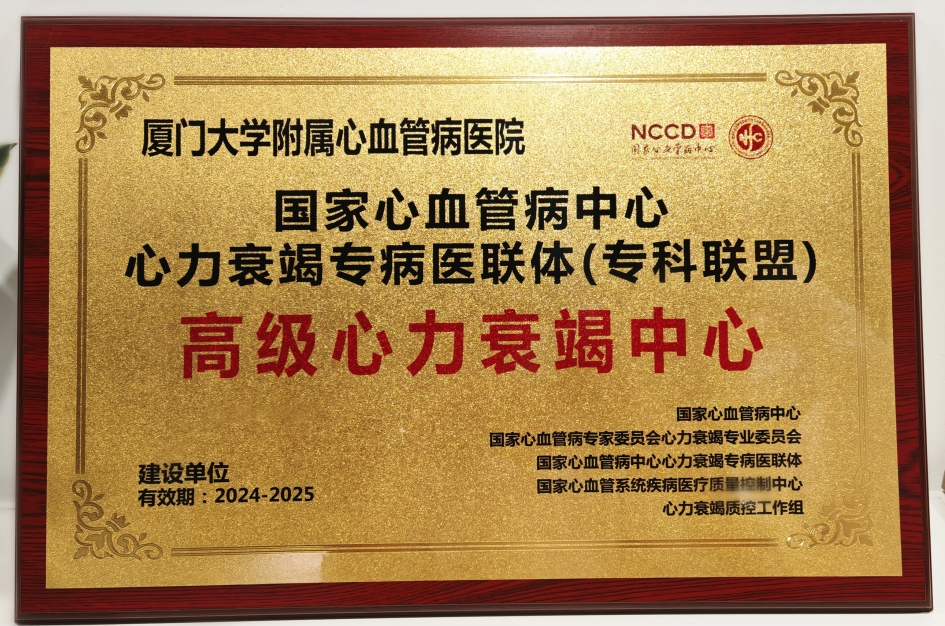 厦门大学附属心血管病医院
NCCD
国家心血管病中心
国家心血管病中心
心力衰竭专病医联体(专科联盟)
高级心力衰竭中心
国家心血管病中心
国家心血管病专家委员会心力衰竭专业委员会
国家心血管病中心心力衰竭专病医联体
国家心血管系统疾病医疗质量控制中心
心力衰竭质控工作组
建设单位
有效期：2024-2025